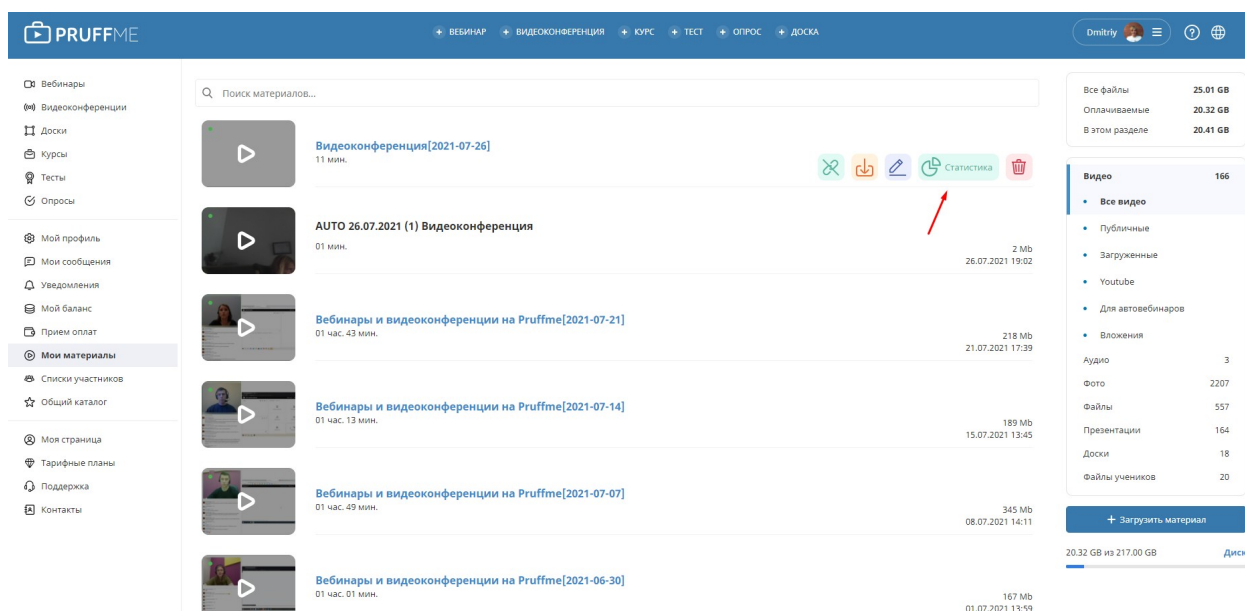 PRUFFME
+ ВЕБИНАР + ВИДЕОКОНФЕРЕНЦИЯ + КУРС + ТЕСТ + ОПРОС + ДОСКА
Dmitriy
Вебинары
Видеоконференции
Доски
Курсы
Тесты
Опросы
Мой профиль
Мои сообщения
Уведомления
Мой баланс
Прием оплат
Мои материалы
Списки участников
Общий каталог
Моя страница
Тарифные планы
Поддержка
Контакты
Поиск материалов...
Видеоконференция[2021-07-26]
11 мин.
Статистика
AUTO 26.07.2021 (1) Видеоконференция
01 мин.
2 Mb
26.07.2021 19:02
Вебинары и видеоконференции на Pruffme[2021-07-21]
01 час. 43 мин.
218 Mb
21.07.2021 17:39
Вебинары и видеоконференции на Pruffme[2021-07-14]
01 час. 13 мин.
189 Mb
15.07.2021 13:45
Вебинары и видеоконференции на Pruffme[2021-07-07]
01 час. 49 мин.
345 Mb
08.07.2021 14:11
Вебинары и видеоконференции на Pruffme[2021-06-30]
01 час. 01 мин.
167 Mb
01.07.2021 13:59
Все файлы 25.01 GB
Оплачиваемые 20.32 GB
В этом разделе 20.41 GB
Видео 166
Все видео
Публичные
Загруженные
Youtube
Для автовебинаров
Вложения
Аудио 3
Фото 2207
Файлы 557
Презентации 164
Доски 18
Файлы учеников 20
+ Загрузить материал
20.32 GB из 217.00 GB Диск